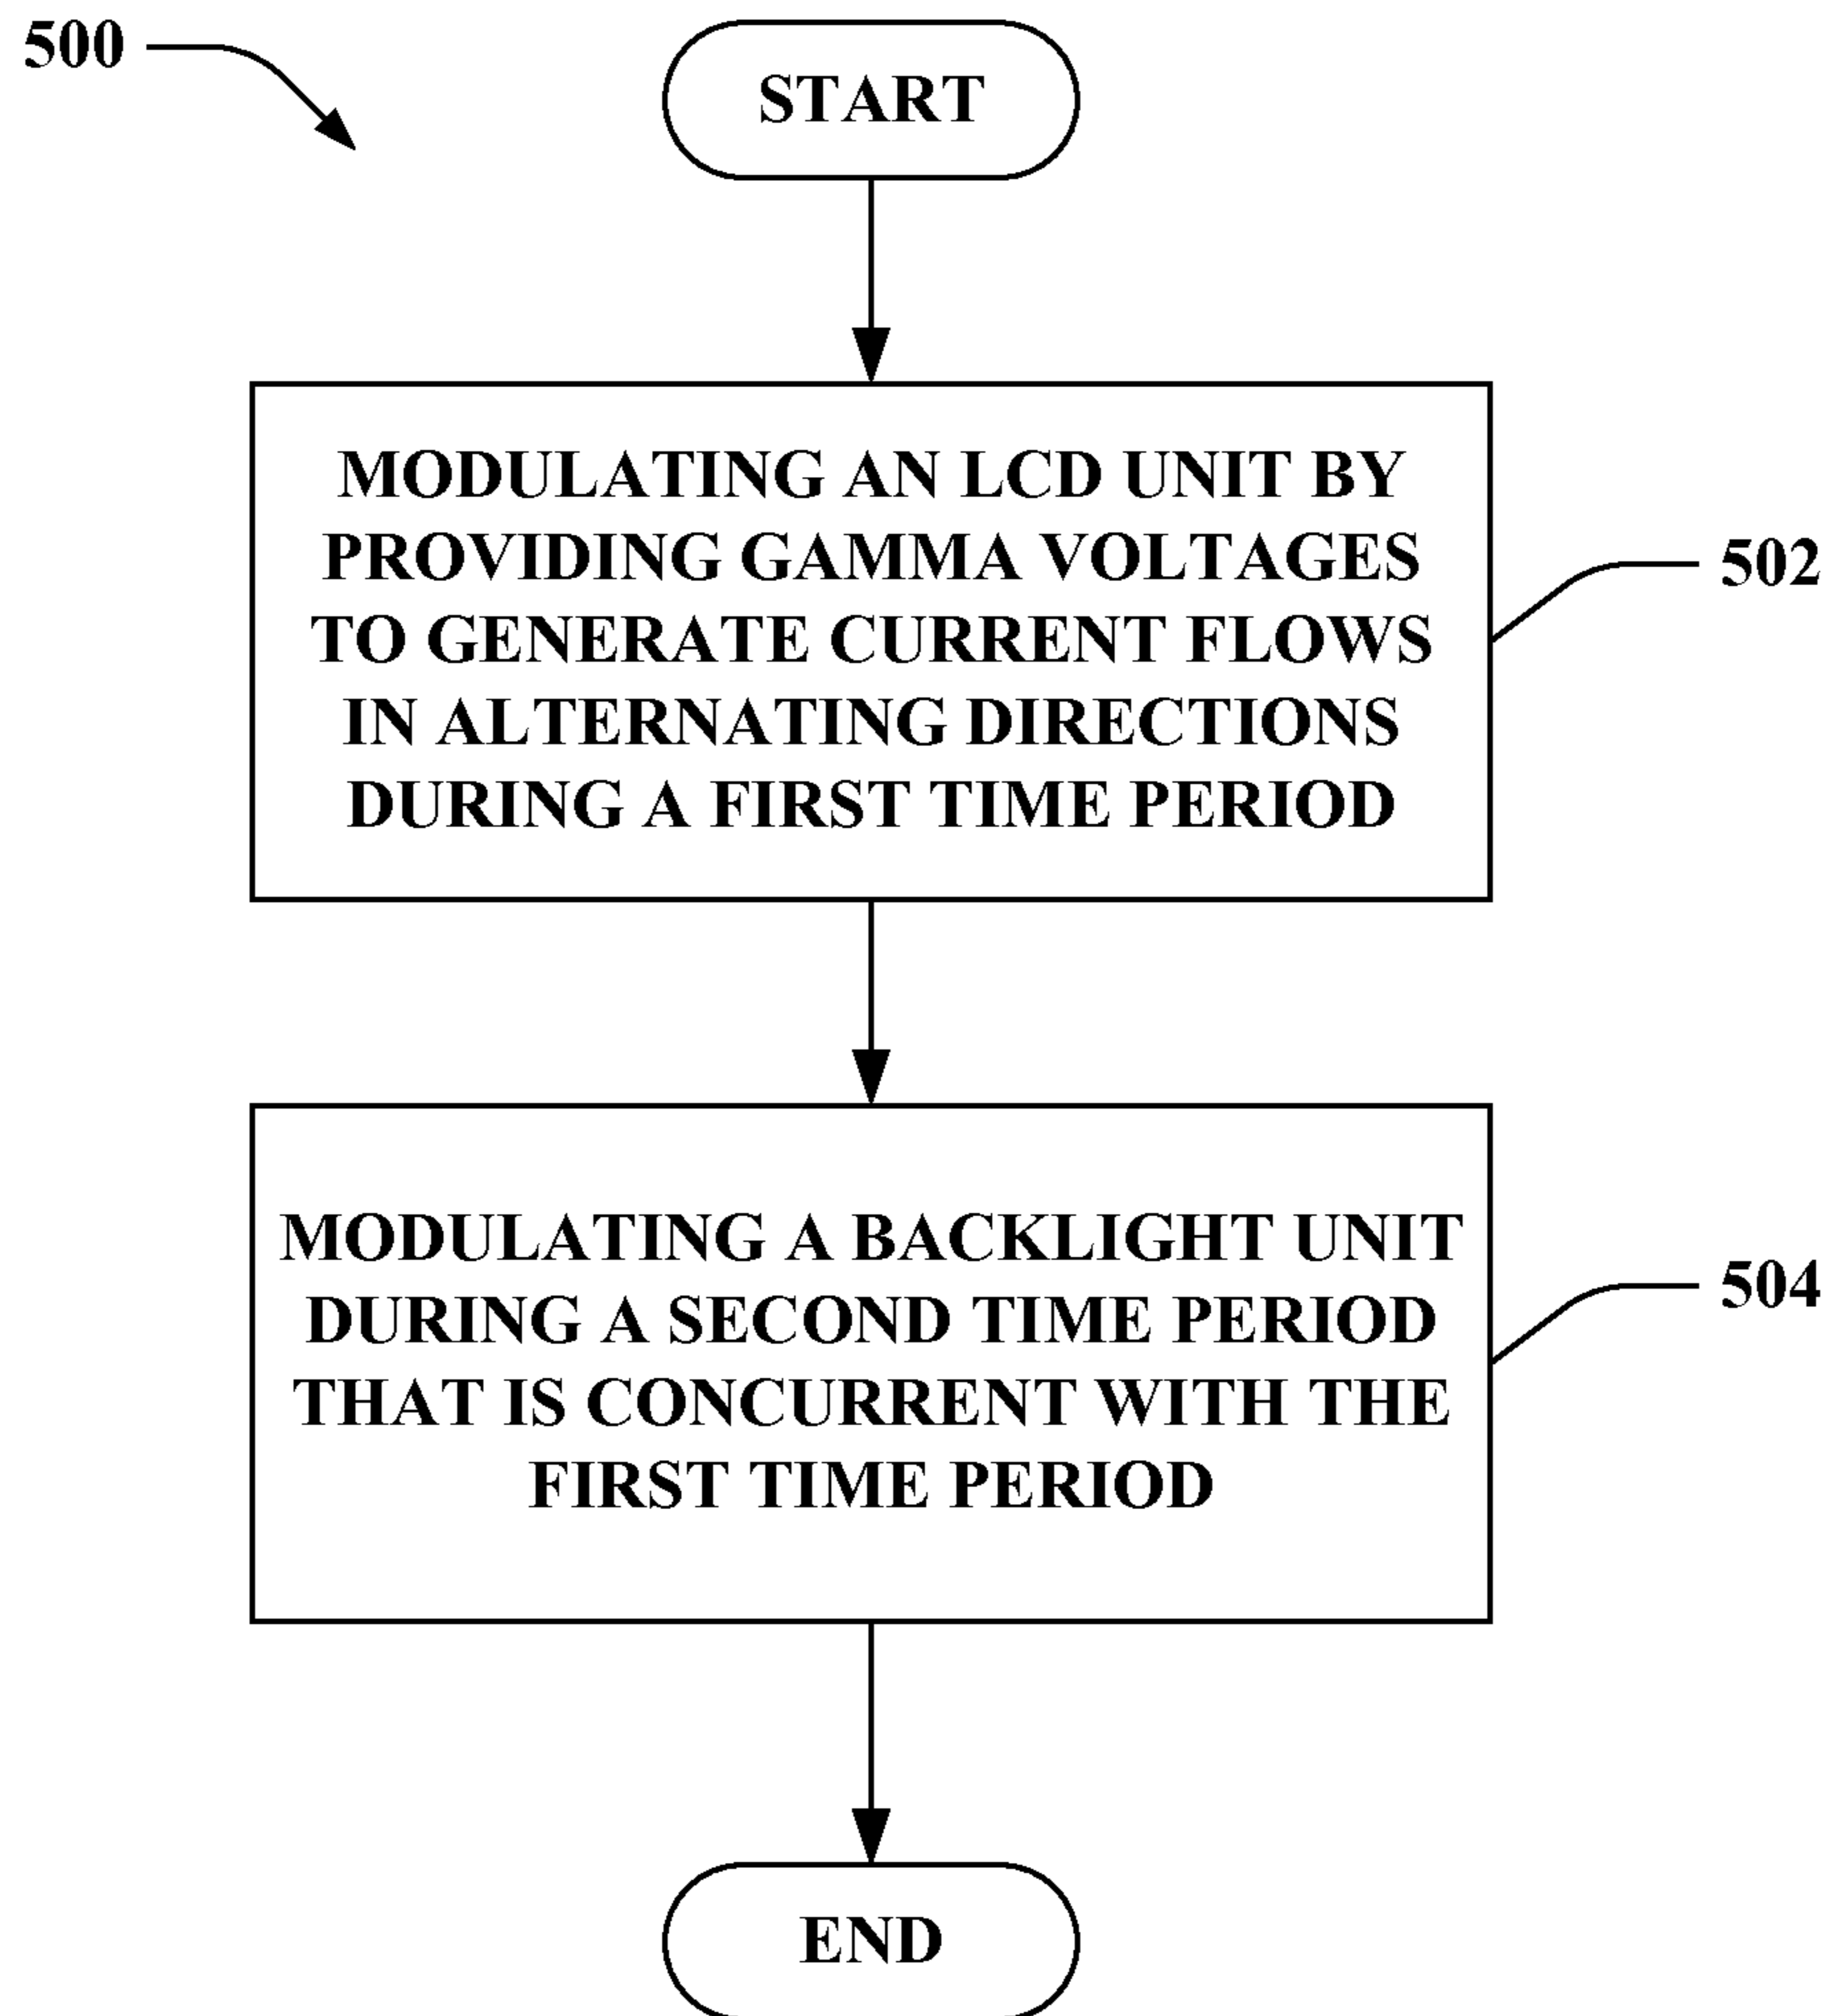 500
START
MODULATING AN LCD UNIT BY
PROVIDING GAMMA VOLTAGES
TO GENERATE CURRENT FLOWS
IN ALTERNATING DIRECTIONS
DURING A FIRST TIME PERIOD
502
MODULATING A BACKLIGHT UNIT
DURING A SECOND TIME PERIOD
THAT IS CONCURRENT WITH THE
FIRST TIME PERIOD
504
END